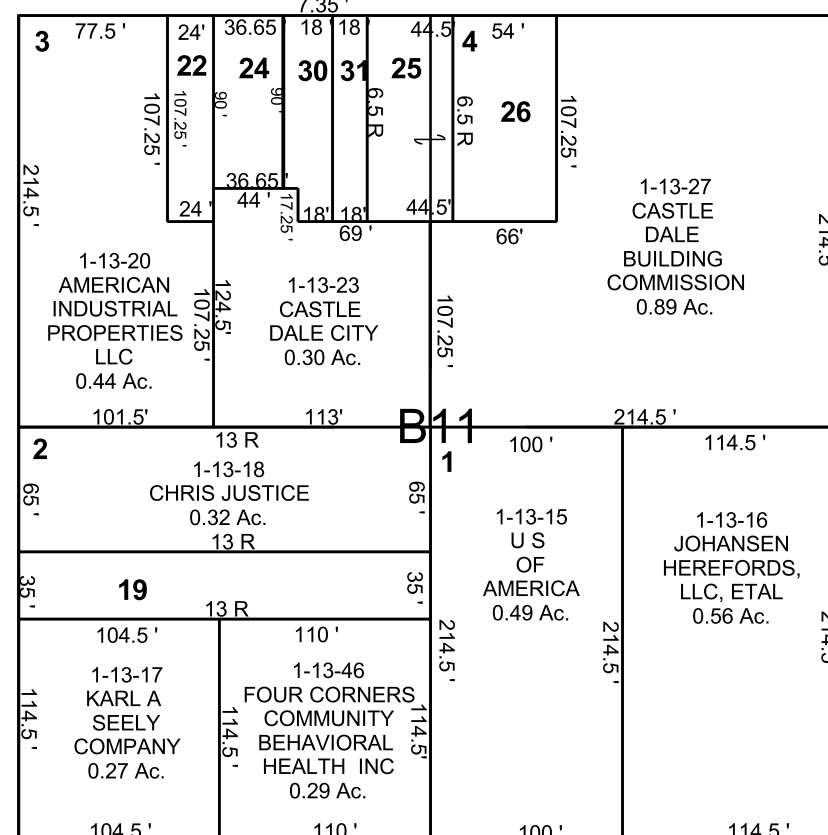 7.35'
3
77.5 '
24'
36.65
18 '
18 '
44.5'
4
54 '
22
24
30
31
25
26
107.25 '
107.25 '
90 '
90 '
6.5 R
6.5 R
107.25 '
214.5 '
24 '
36.65 '
44 '
17.25'
18'
18'
69 '
44.5'
66'
1-13-27
CASTLE
DALE
BUILDING
COMMISSION
0.89 Ac.
214.5
1-13-20
AMERICAN
INDUSTRIAL
PROPERTIES
LLC
0.44 Ac.
107.25 '
124.5'
1-13-23
CASTLE
DALE CITY
0.30 Ac.
107.25 '
101.5'
113'
B11
214.5 '
2
13 R
1
100 '
114.5 '
65 '
1-13-18
CHRIS JUSTICE
0.32 Ac.
65 '
13 R
1-13-15
U S
OF
AMERICA
0.49 Ac.
1-13-16
JOHANSEN
HEREFORDS,
LLC, ETAL
0.56 Ac.
35 '
19
35 '
13 R
104.5 '
110 '
214.5 '
214.5 '
214.5
114.5 '
1-13-17
KARL A
SEELY
COMPANY
0.27 Ac.
114.5 '
1-13-46
FOUR CORNERS
COMMUNITY
BEHAVIORAL
HEALTH INC
0.29 Ac.
114.5'
104.5 '
110 '
100 '
114.5 '